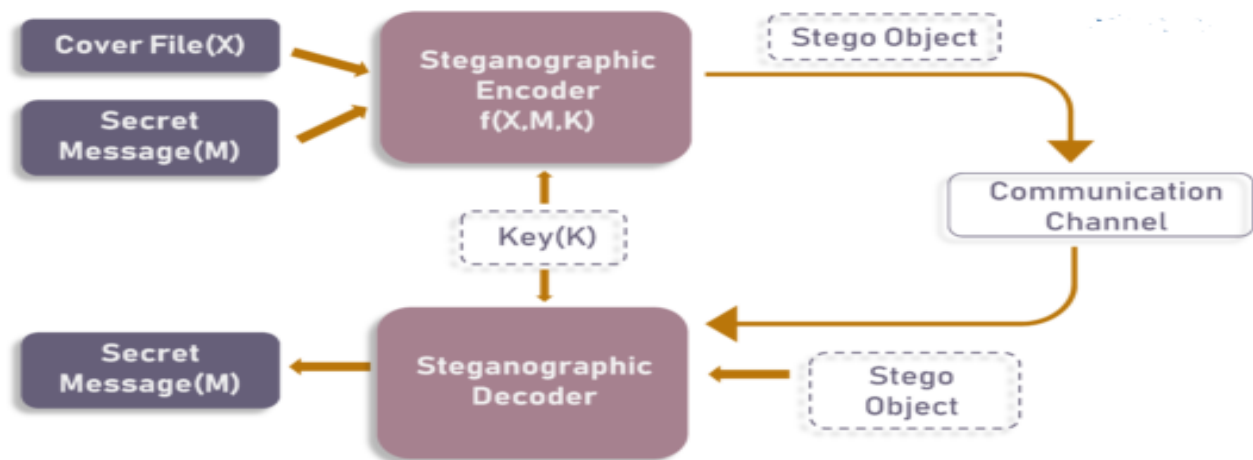 Cover File(X)
Secret
Message(M)
Steganographic
Encoder
f(X,M,K)
Stego Object
Communication
Channel
Key(K)
Secret
Message(M)
Steganographic
Decoder
Stego
Object